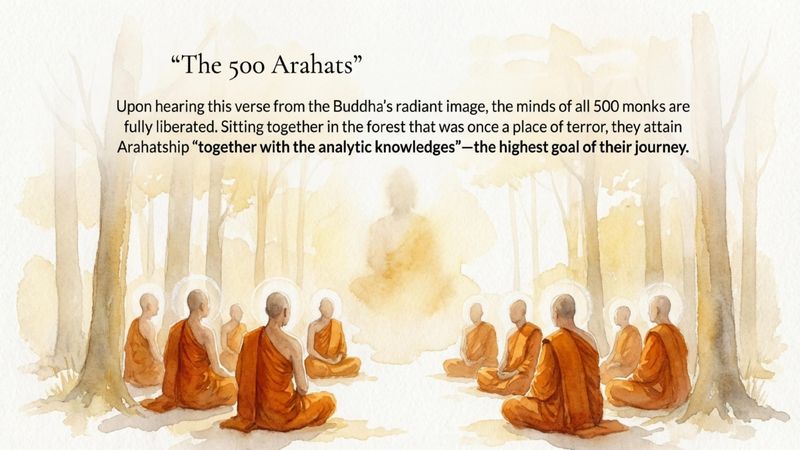 “The 500 Arahats”
Upon hearing this verse from the Buddha’s radiant image, the minds of all 500 monks are
fully liberated. Sitting together in the forest that was once a place of terror, they attain
Arahatship “together with the analytic knowledges”—the highest goal of their journey.